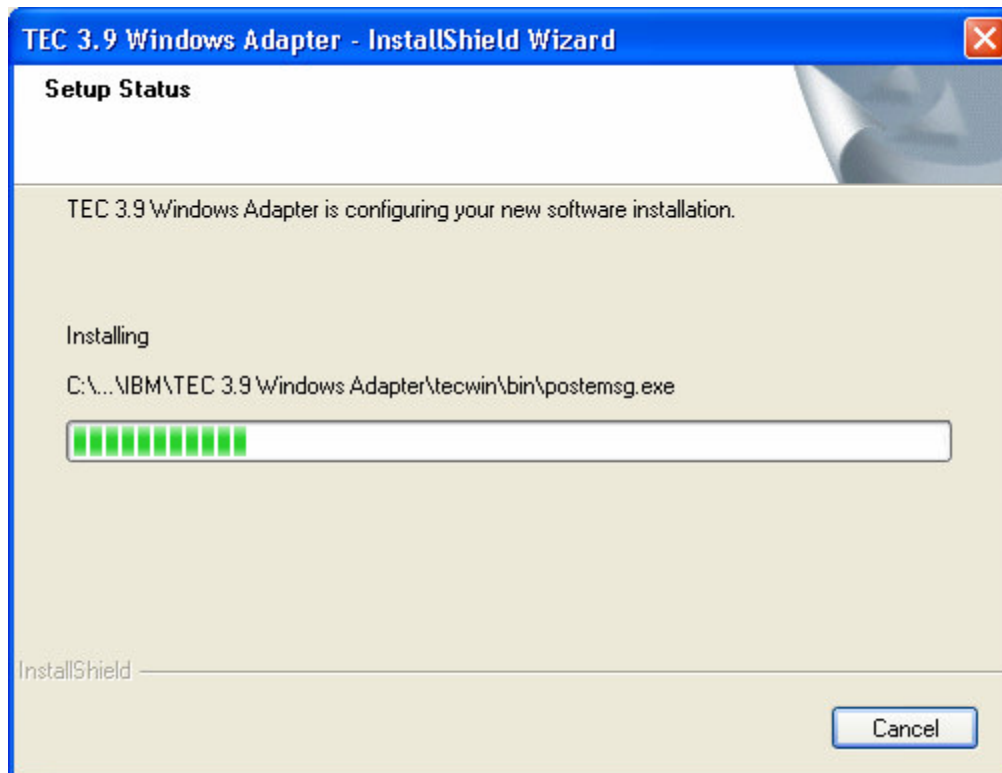 TEC 3.9 Windows Adapter - InstallShield Wizard
Setup Status
TEC 3.9 Windows Adapter is configuring your new software installation.
Installing
C:\...\IBM\TEC 3.9 Windows Adapter\tecwin\bin\postemsg.exe
InstallShield
Cancel